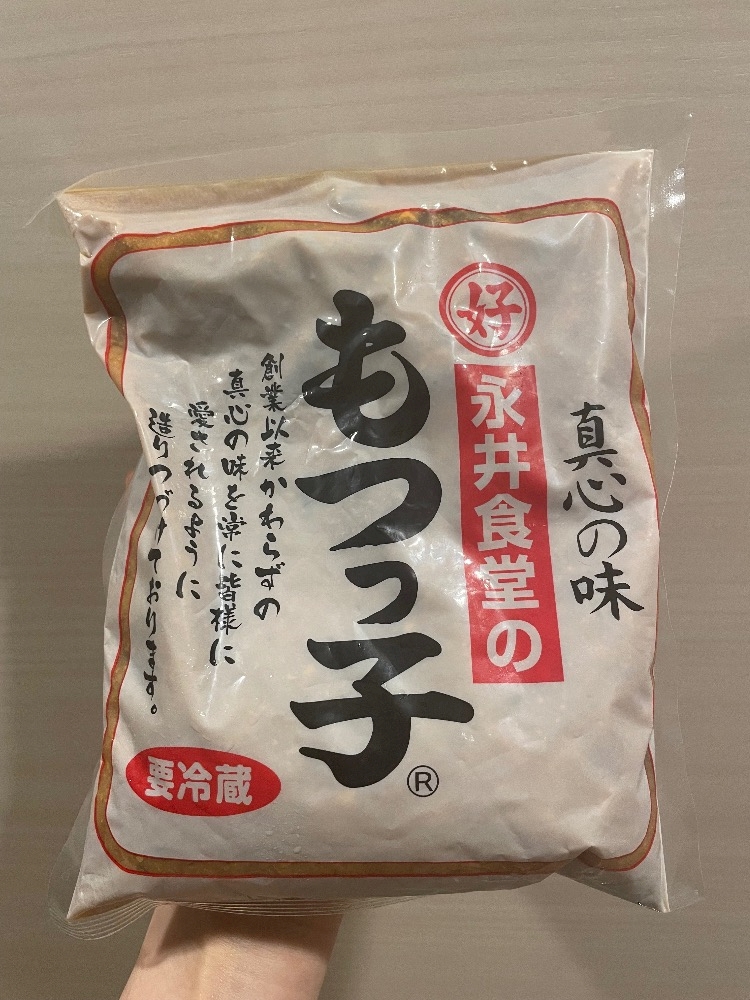 真心の味
好
永井食堂の
もつっ子
®
創業以来かわらずの
真心の味を常に皆様に
愛されるように
造りつづけております。
要冷蔵